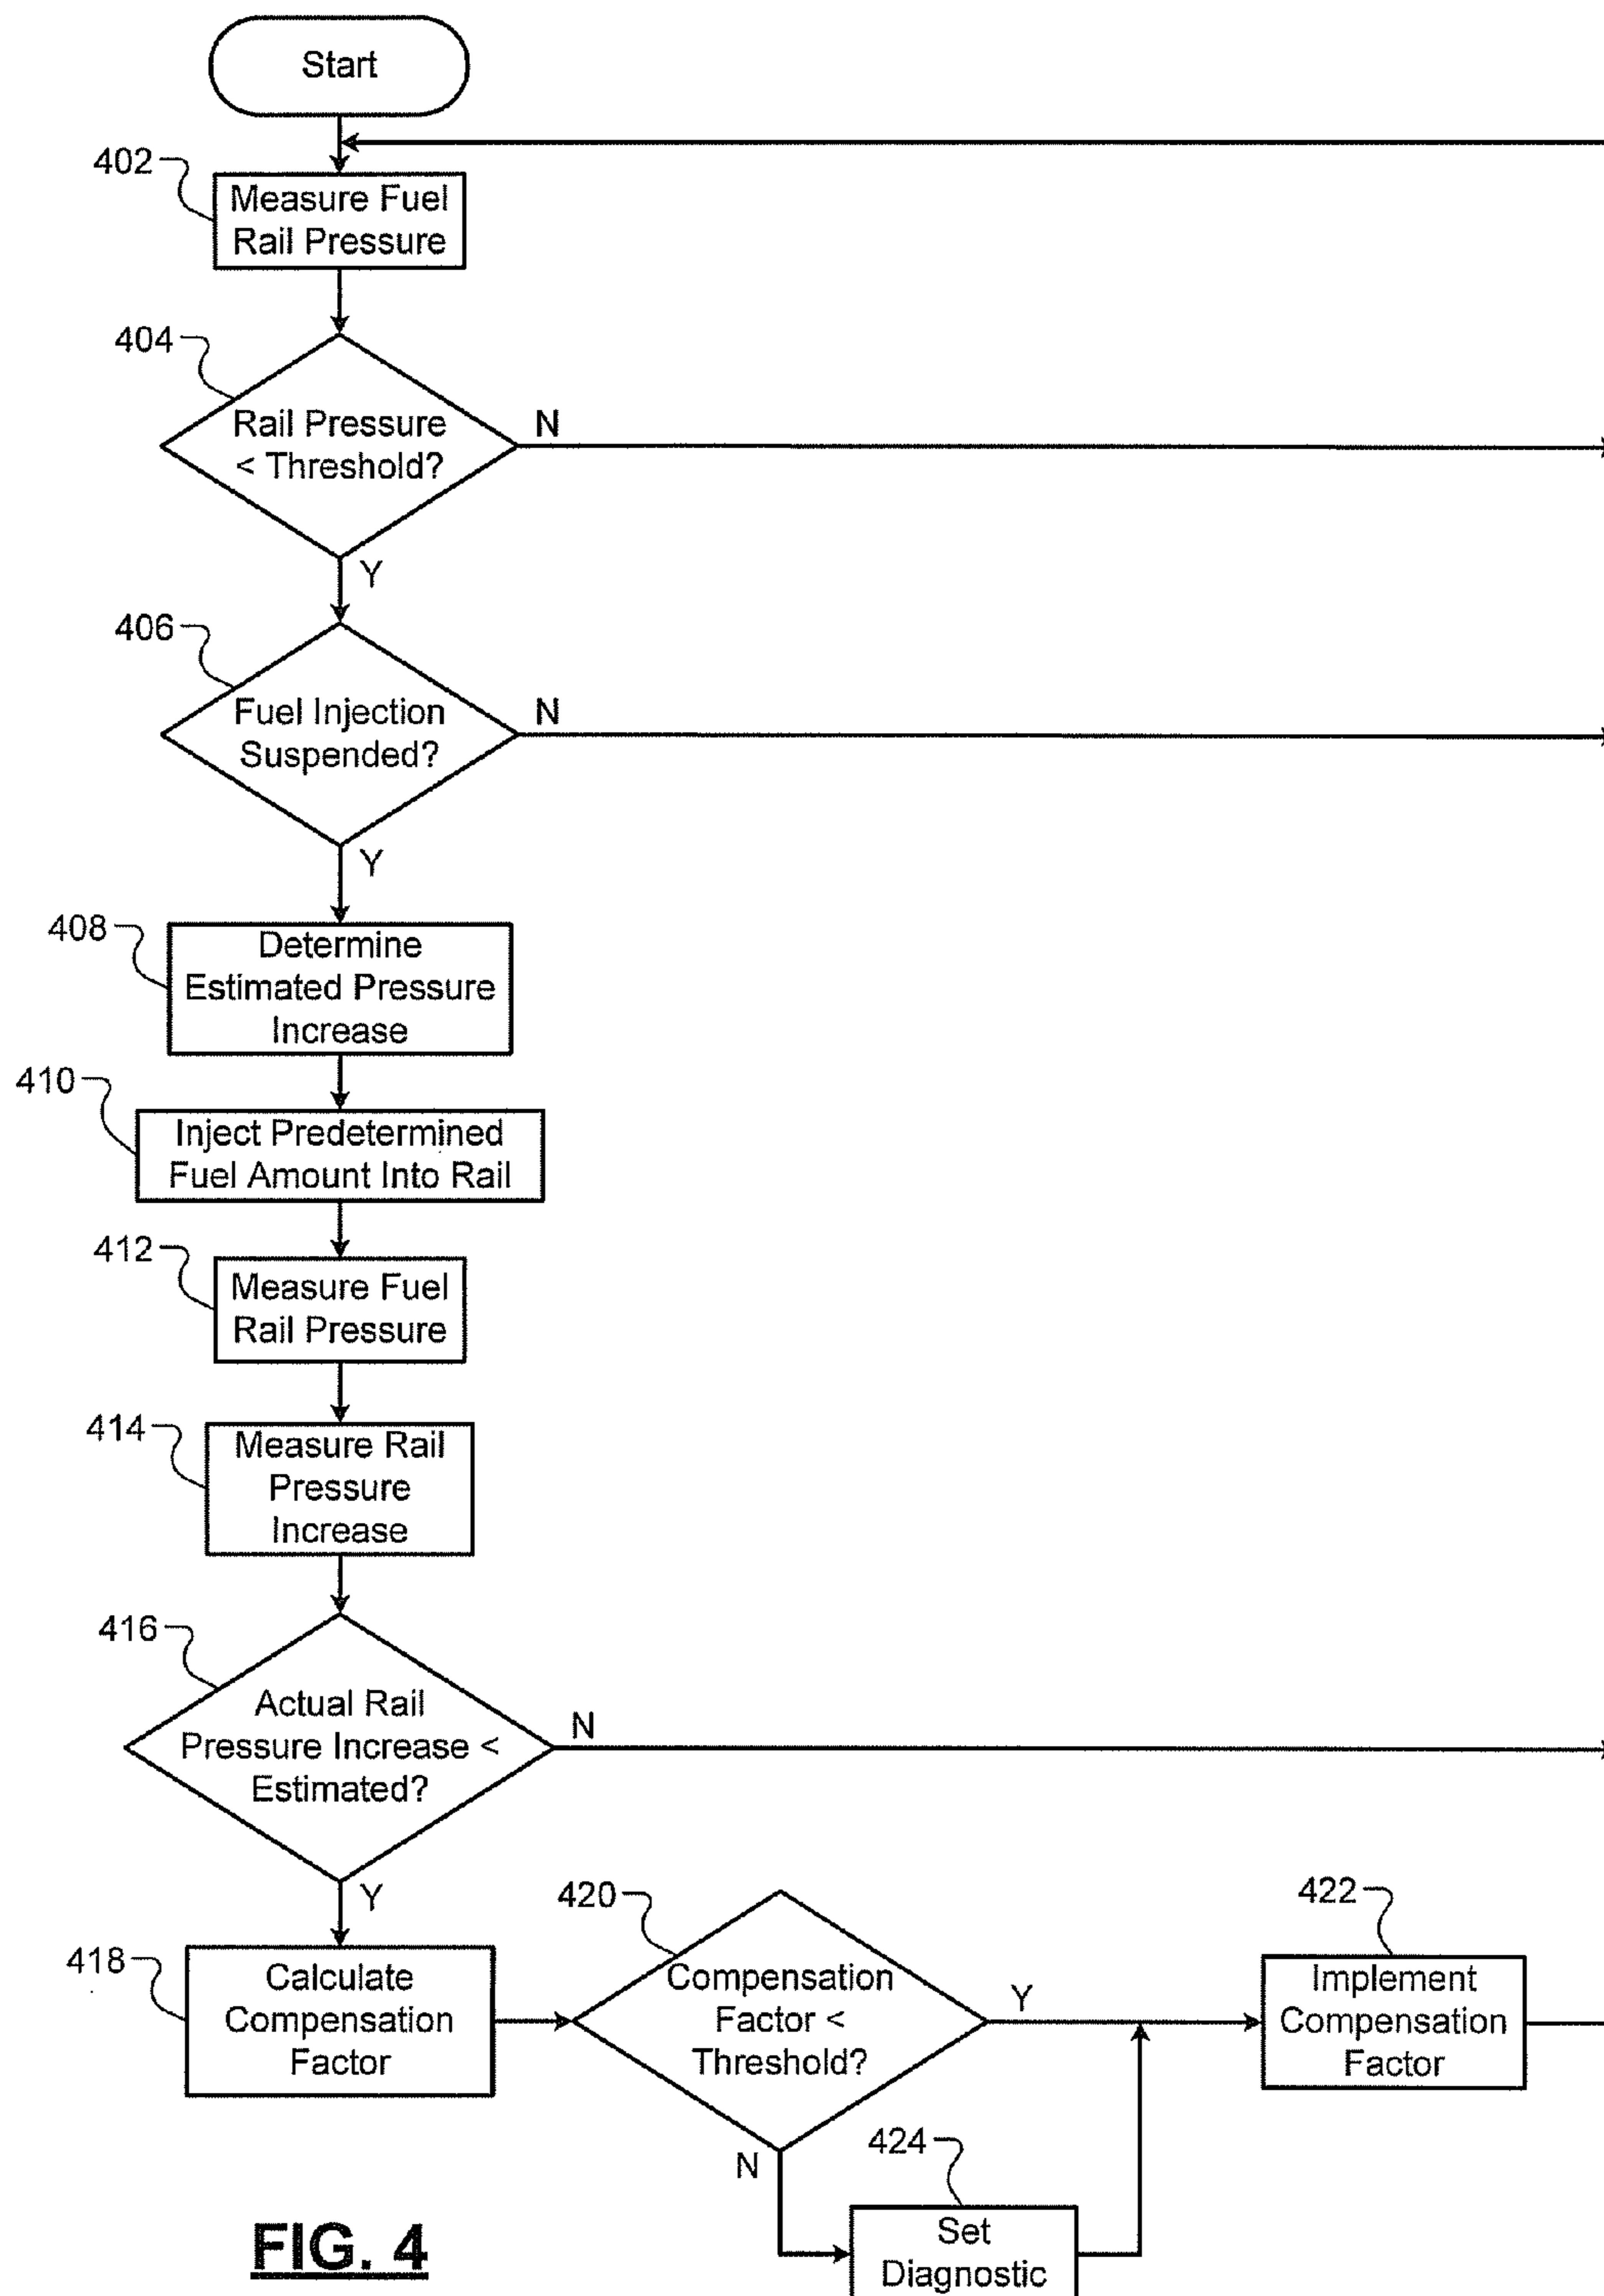 Start
402
Measure Fuel
Rail Pressure
404
Rail Pressure
< Threshold?
N
Y
406
Fuel Injection
Suspended?
N
Y
408
Determine
Estimated Pressure
Increase
410
Inject Predetermined
Fuel Amount Into Rail
412
Measure Fuel
Rail Pressure
414
Measure Rail
Pressure
Increase
416
Actual Rail
Pressure Increase <
Estimated?
N
Y
418
Calculate
Compensation
Factor
420
Compensation
Factor <
Threshold?
Y
N
422
Implement
Compensation
Factor
424
Set
Diagnostic
FIG. 4